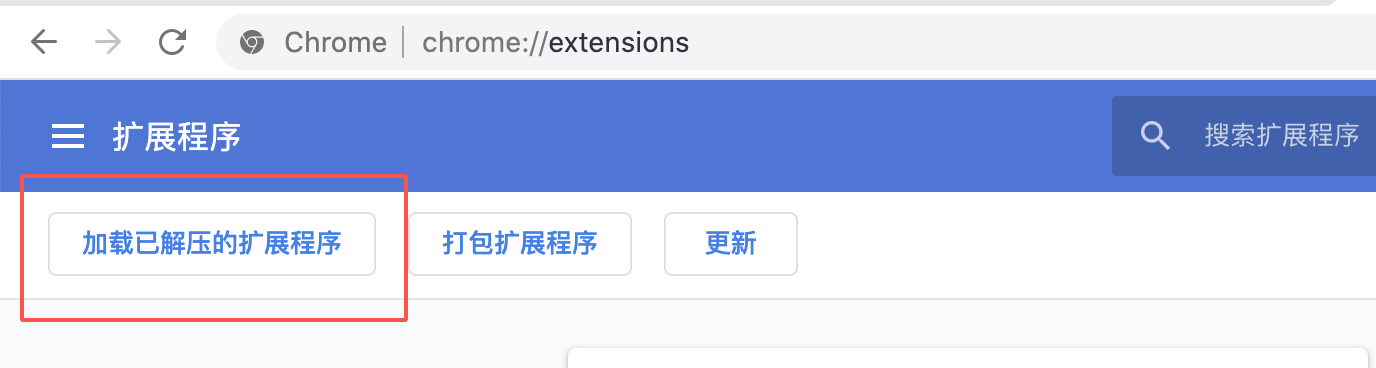 Chrome | chrome://extensions
扩展程序
搜索扩展程序
加载已解压的扩展程序
打包扩展程序
更新